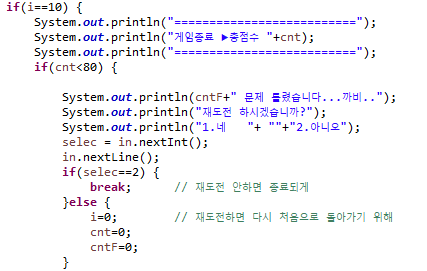 if(i==10) {
System.out.println("==========================");
System.out.println("게임종료 ▶총점수 "+cnt);
System.out.println("==========================");
if(cnt<80) {
System.out.println(cntF+" 문제 틀렸습니다...까비..");
System.out.println("재도전 하시겠습니까?");
System.out.println("1.네   "+ ""+"2.아니오");
selec = in.nextInt();
in.nextLine();
if(selec==2) {
break;      // 재도전 안하면 종료되게
}else {
i=0;        // 재도전하면 다시 처음으로 돌아가기 위해
cnt=0;
cntF=0;
}